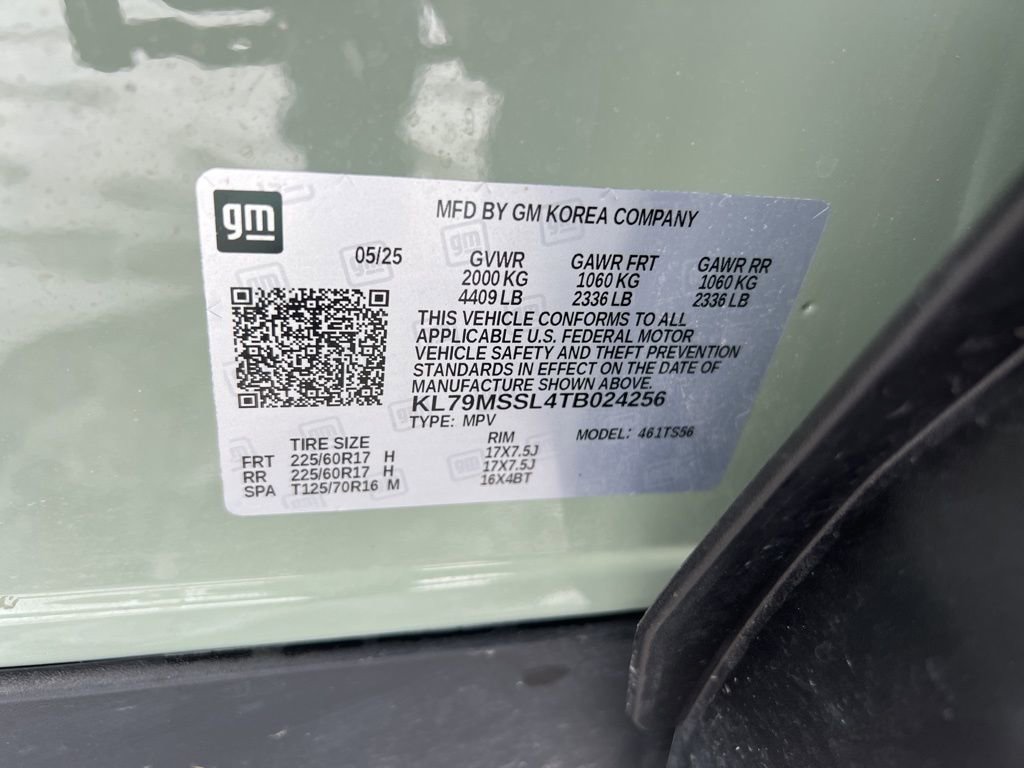 gm
MFD BY GM KOREA COMPANY
05/25 GVWR GAWR FRT GAWR RR
2000 KG 1060 KG 1060 KG
4409 LB 2336 LB 2336 LB
THIS VEHICLE CONFORMS TO ALL
APPLICABLE U.S. FEDERAL MOTOR
VEHICLE SAFETY AND THEFT PREVENTION
STANDARDS IN EFFECT ON THE DATE OF
MANUFACTURE SHOWN ABOVE.
KL79MSSL4TB024256
TYPE: MPV MODEL: 461TS56
TIRE SIZE RIM
FRT 225/60R17 H 17X7.5J
RR 225/60R17 H 17X7.5J
SPA T125/70R16 M 16X4BT